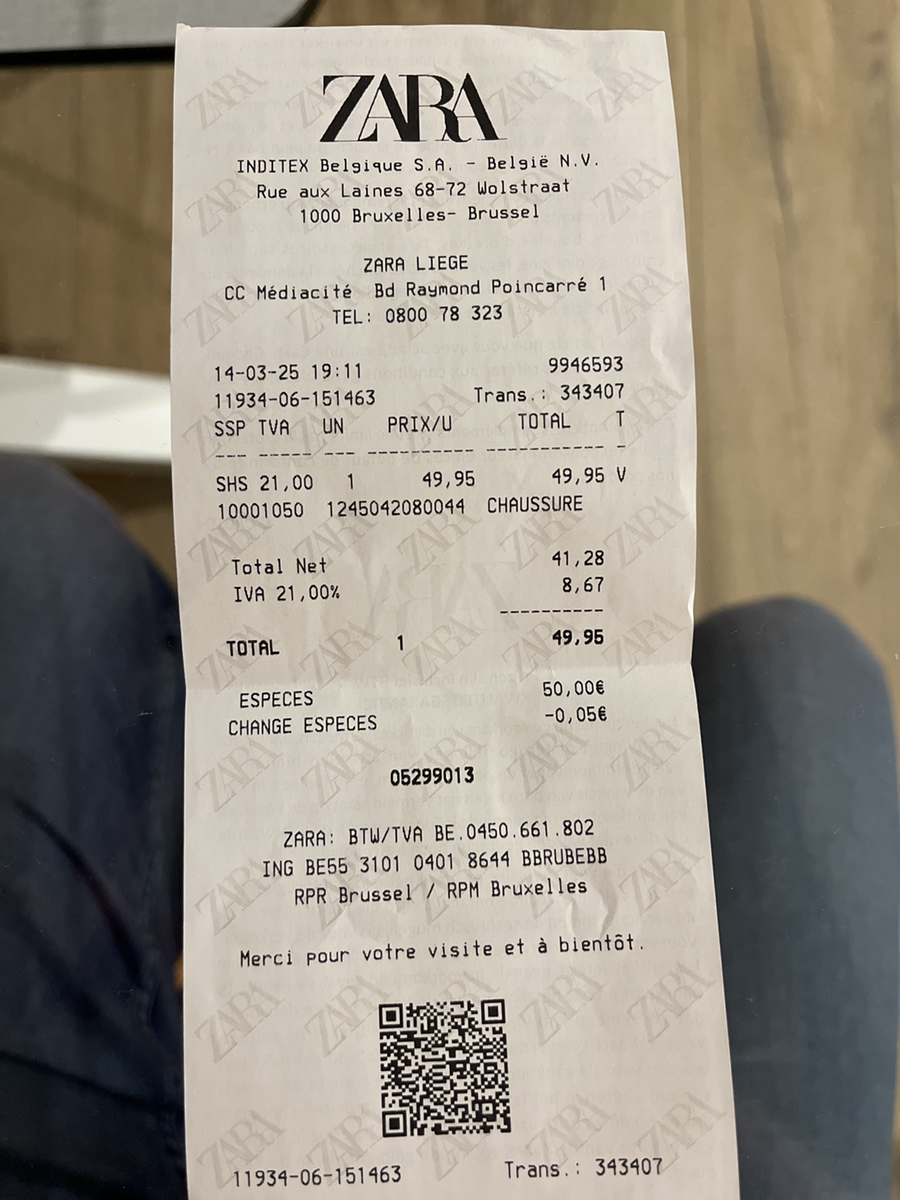 ZARA
INDITEX Belgique S.A. - België N.V.
Rue aux Laines 68-72 Wolstraat
1000 Bruxelles- Brussel
ZARA LIEGE
CC Médiacité Bd Raymond Poincarré 1
TEL: 0800 78 323
14-03-25 19:11 9946593
11934-06-151463 Trans.: 343407
SSP TVA UN PRIX/U TOTAL T
--- ----- --- ---------- ----------- -
SHS 21,00 1 49,95 49,95 V
10001050 1245042080044 CHAUSSURE
Total Net 41,28
IVA 21,00% 8,67
----------
TOTAL 1 49,95
ESPECES 50,00€
CHANGE ESPECES -0,05€
05299013
ZARA: BTW/TVA BE.0450.661.802
ING BE55 3101 0401 8644 BBRUBEBB
RPR Brussel / RPM Bruxelles
Merci pour votre visite et à bientôt.
11934-06-151463 Trans.: 343407